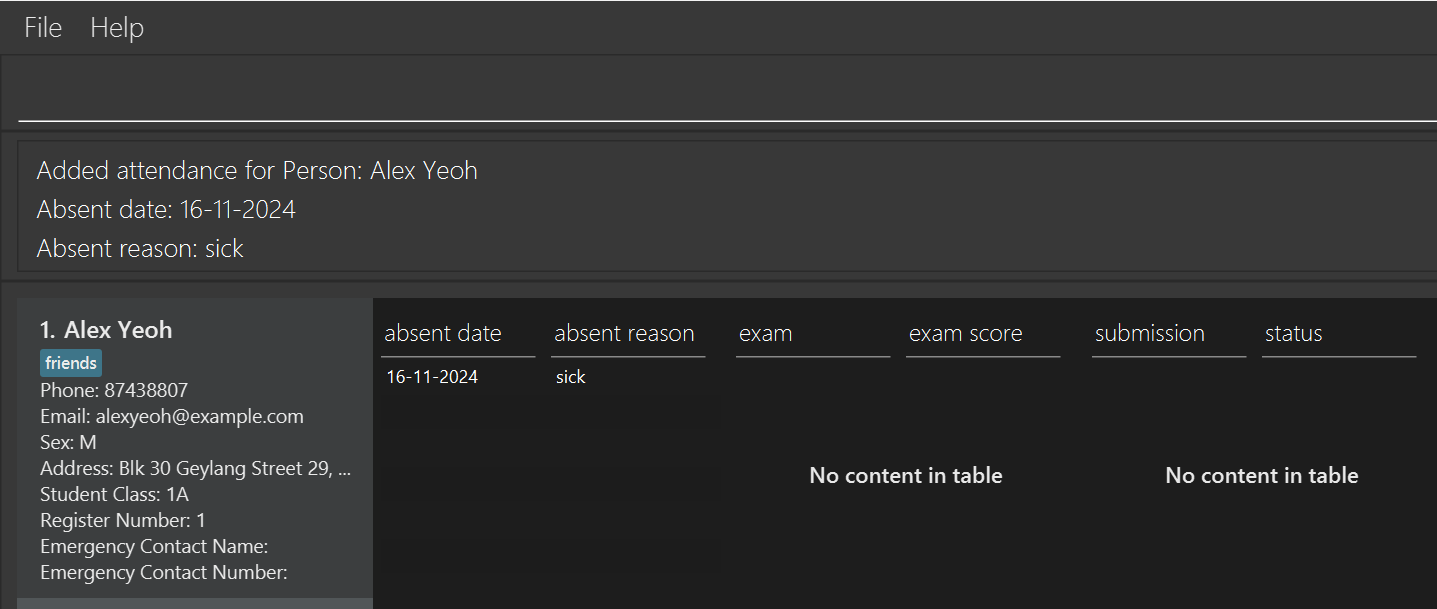 File Help
Added attendance for Person: Alex Yeoh
Absent date: 16-11-2024
Absent reason: sick
1. Alex Yeoh
friends
Phone: 87438807
Email: alexyeoh@example.com
Sex: M
Address: Blk 30 Geylang Street 29, ...
Student Class: 1A
Register Number: 1
Emergency Contact Name:
Emergency Contact Number:
absent date absent reason exam exam score submission status
16-11-2024 sick
No content in table No content in table